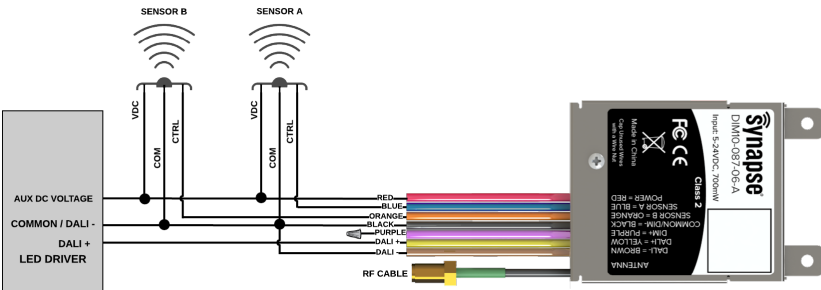 SENSOR B
SENSOR A
VDC
COM
CTRL
VDC
COM
CTRL
AUX DC VOLTAGE
COMMON / DALI -
DALI +
LED DRIVER
RED
BLUE
ORANGE
BLACK
PURPLE
DALI +
DALI -
RF CABLE
Synapse
DIM10-087-06-A
Input: 5-24VDC, 700mW
Class 2
FC CE
Made in China
Cap Unused Wires
with a Wire Nut
POWER = RED
SENSOR A = BLUE
SENSOR B = ORANGE
COMMON/DIM- = BLACK
DIM+ = PURPLE
DALI+ = YELLOW
DALI- = BROWN
ANTENNA